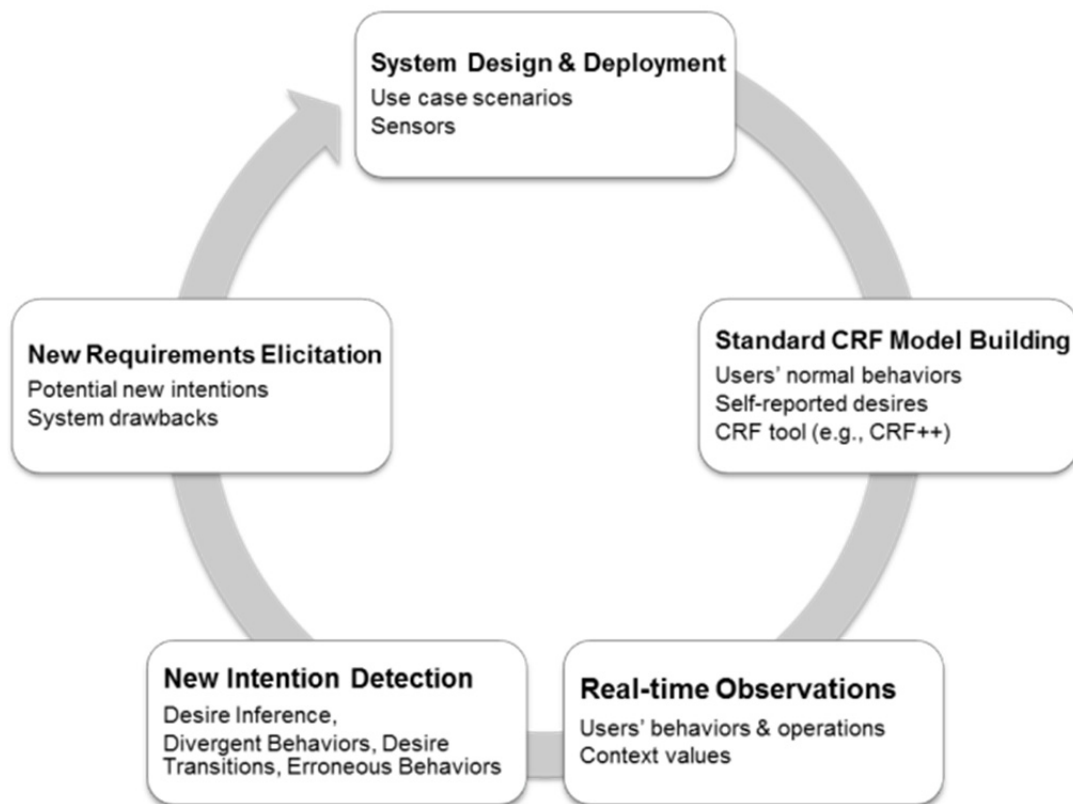 System Design & Deployment
Use case scenarios
Sensors
Standard CRF Model Building
Users' normal behaviors
Self-reported desires
CRF tool (e.g., CRF++)
Real-time Observations
Users' behaviors & operations
Context values
New Intention Detection
Desire Inference,
Divergent Behaviors, Desire
Transitions, Erroneous Behaviors
New Requirements Elicitation
Potential new intentions
System drawbacks